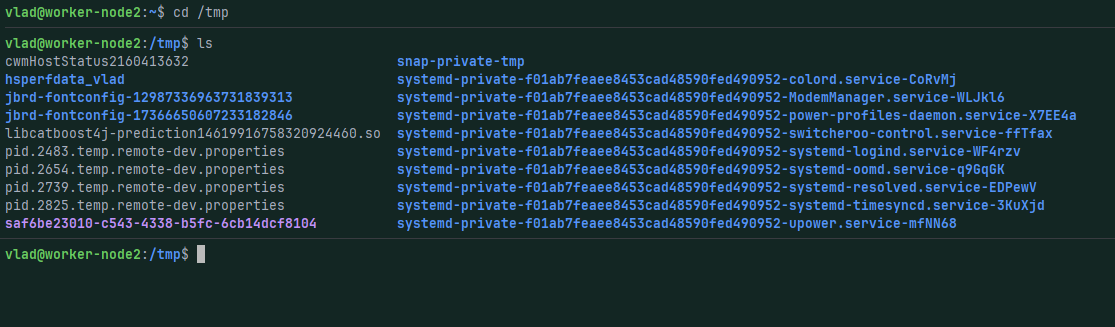 vlad@worker-node2:~$ cd /tmp
vlad@worker-node2:/tmp$ ls
cwmHostStatus2160413632 snap-private-tmp
hsperfdata_vlad systemd-private-f01ab7feaee8453cad48590fed490952-colord.service-CoRvMj
jbrd-fontconfig-12987336963731839313 systemd-private-f01ab7feaee8453cad48590fed490952-ModemManager.service-WLJkl6
jbrd-fontconfig-17366650607233182846 systemd-private-f01ab7feaee8453cad48590fed490952-power-profiles-daemon.service-X7EE4a
libcatboost4j-prediction14619916758320924460.so systemd-private-f01ab7feaee8453cad48590fed490952-switcheroo-control.service-ffTfax
pid.2483.temp.remote-dev.properties systemd-private-f01ab7feaee8453cad48590fed490952-systemd-logind.service-WF4rzv
pid.2654.temp.remote-dev.properties systemd-private-f01ab7feaee8453cad48590fed490952-systemd-oomd.service-q9GqGK
pid.2739.temp.remote-dev.properties systemd-private-f01ab7feaee8453cad48590fed490952-systemd-resolved.service-EDPewV
pid.2825.temp.remote-dev.properties systemd-private-f01ab7feaee8453cad48590fed490952-systemd-timesyncd.service-3KuXjd
saf6be23010-c543-4338-b5fc-6cb14dcf8104 systemd-private-f01ab7feaee8453cad48590fed490952-upower.service-mfNN68
vlad@worker-node2:/tmp$